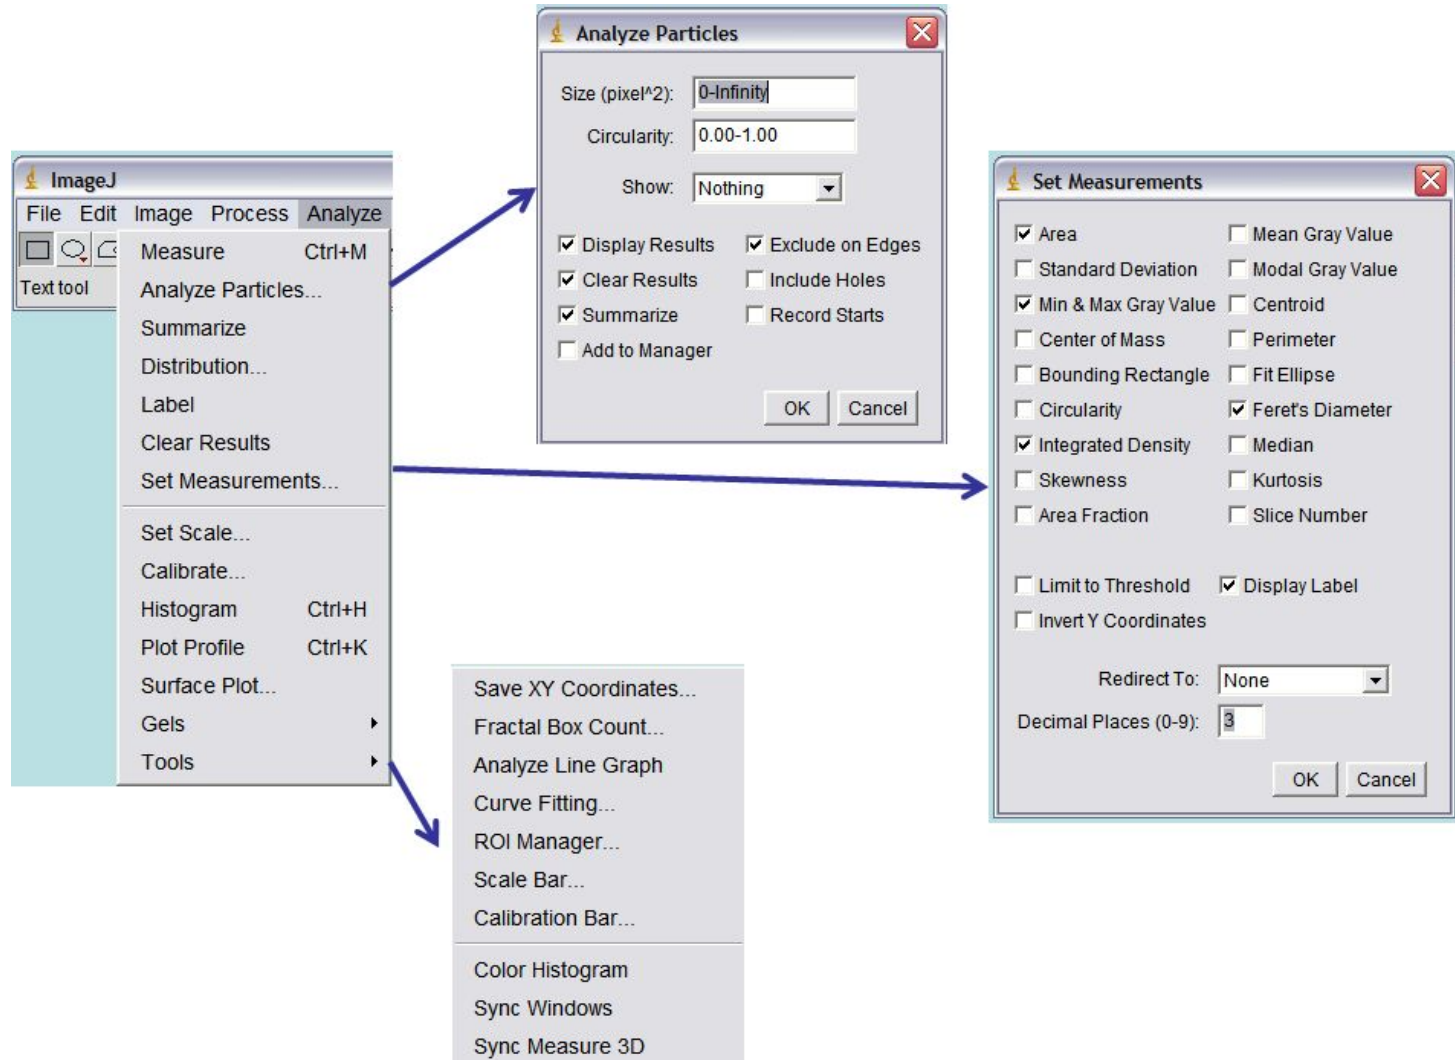 ImageJ
File Edit Image Process Analyze
Text tool
Measure Ctrl+M
Analyze Particles...
Summarize
Distribution...
Label
Clear Results
Set Measurements...
Set Scale...
Calibrate...
Histogram Ctrl+H
Plot Profile Ctrl+K
Surface Plot...
Gels
Tools
Analyze Particles
Size (pixel^2): 0-Infinity
Circularity: 0.00-1.00
Show: Nothing
Display Results Exclude on Edges
Clear Results Include Holes
Summarize Record Starts
Add to Manager
OK Cancel
Set Measurements
Area Mean Gray Value
Standard Deviation Modal Gray Value
Min & Max Gray Value Centroid
Center of Mass Perimeter
Bounding Rectangle Fit Ellipse
Circularity Feret's Diameter
Integrated Density Median
Skewness Kurtosis
Area Fraction Slice Number
Limit to Threshold Display Label
Invert Y Coordinates
Redirect To: None
Decimal Places (0-9): 3
OK Cancel
Save XY Coordinates...
Fractal Box Count...
Analyze Line Graph
Curve Fitting...
ROI Manager...
Scale Bar...
Calibration Bar...
Color Histogram
Sync Windows
Sync Measure 3D